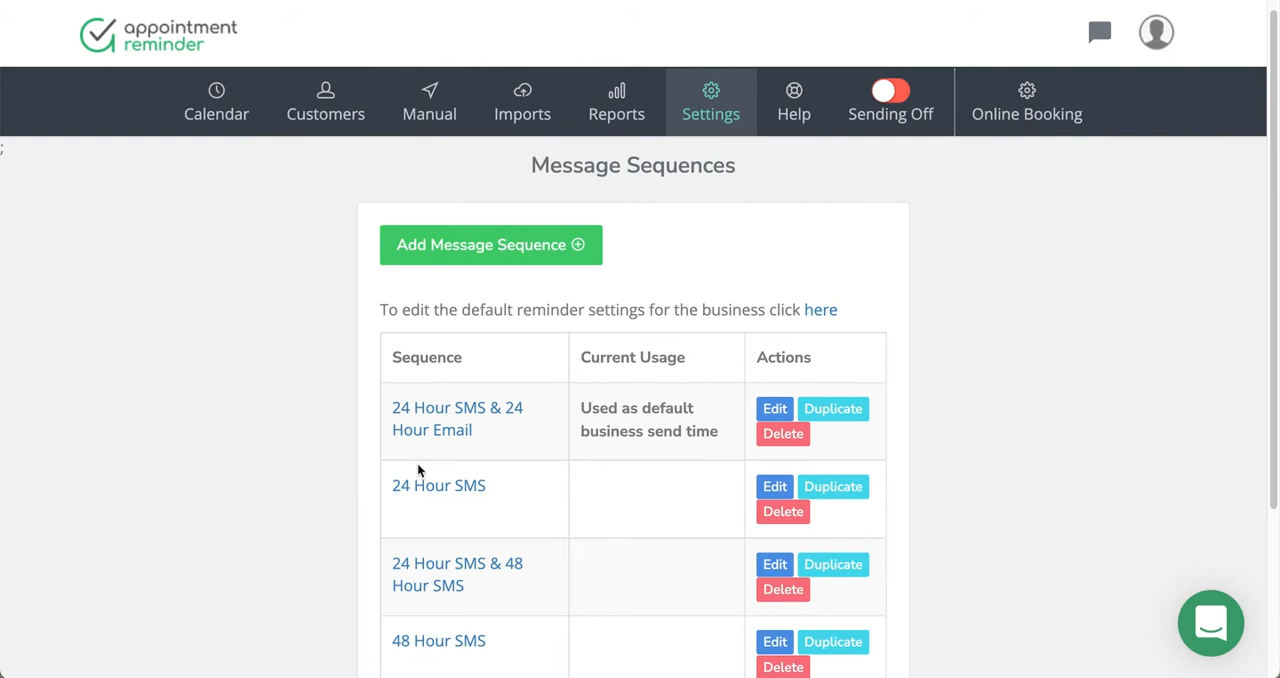 appointment
reminder
Calendar
Customers
Manual
Imports
Reports
Settings
Help
Sending Off
Online Booking
;
Message Sequences
Add Message Sequence
To edit the default reminder settings for the business click here
Sequence
Current Usage
Actions
24 Hour SMS & 24
Hour Email
Used as default
business send time
Edit
Duplicate
Delete
24 Hour SMS
Edit
Duplicate
Delete
24 Hour SMS & 48
Hour SMS
Edit
Duplicate
Delete
48 Hour SMS
Edit
Duplicate
Delete